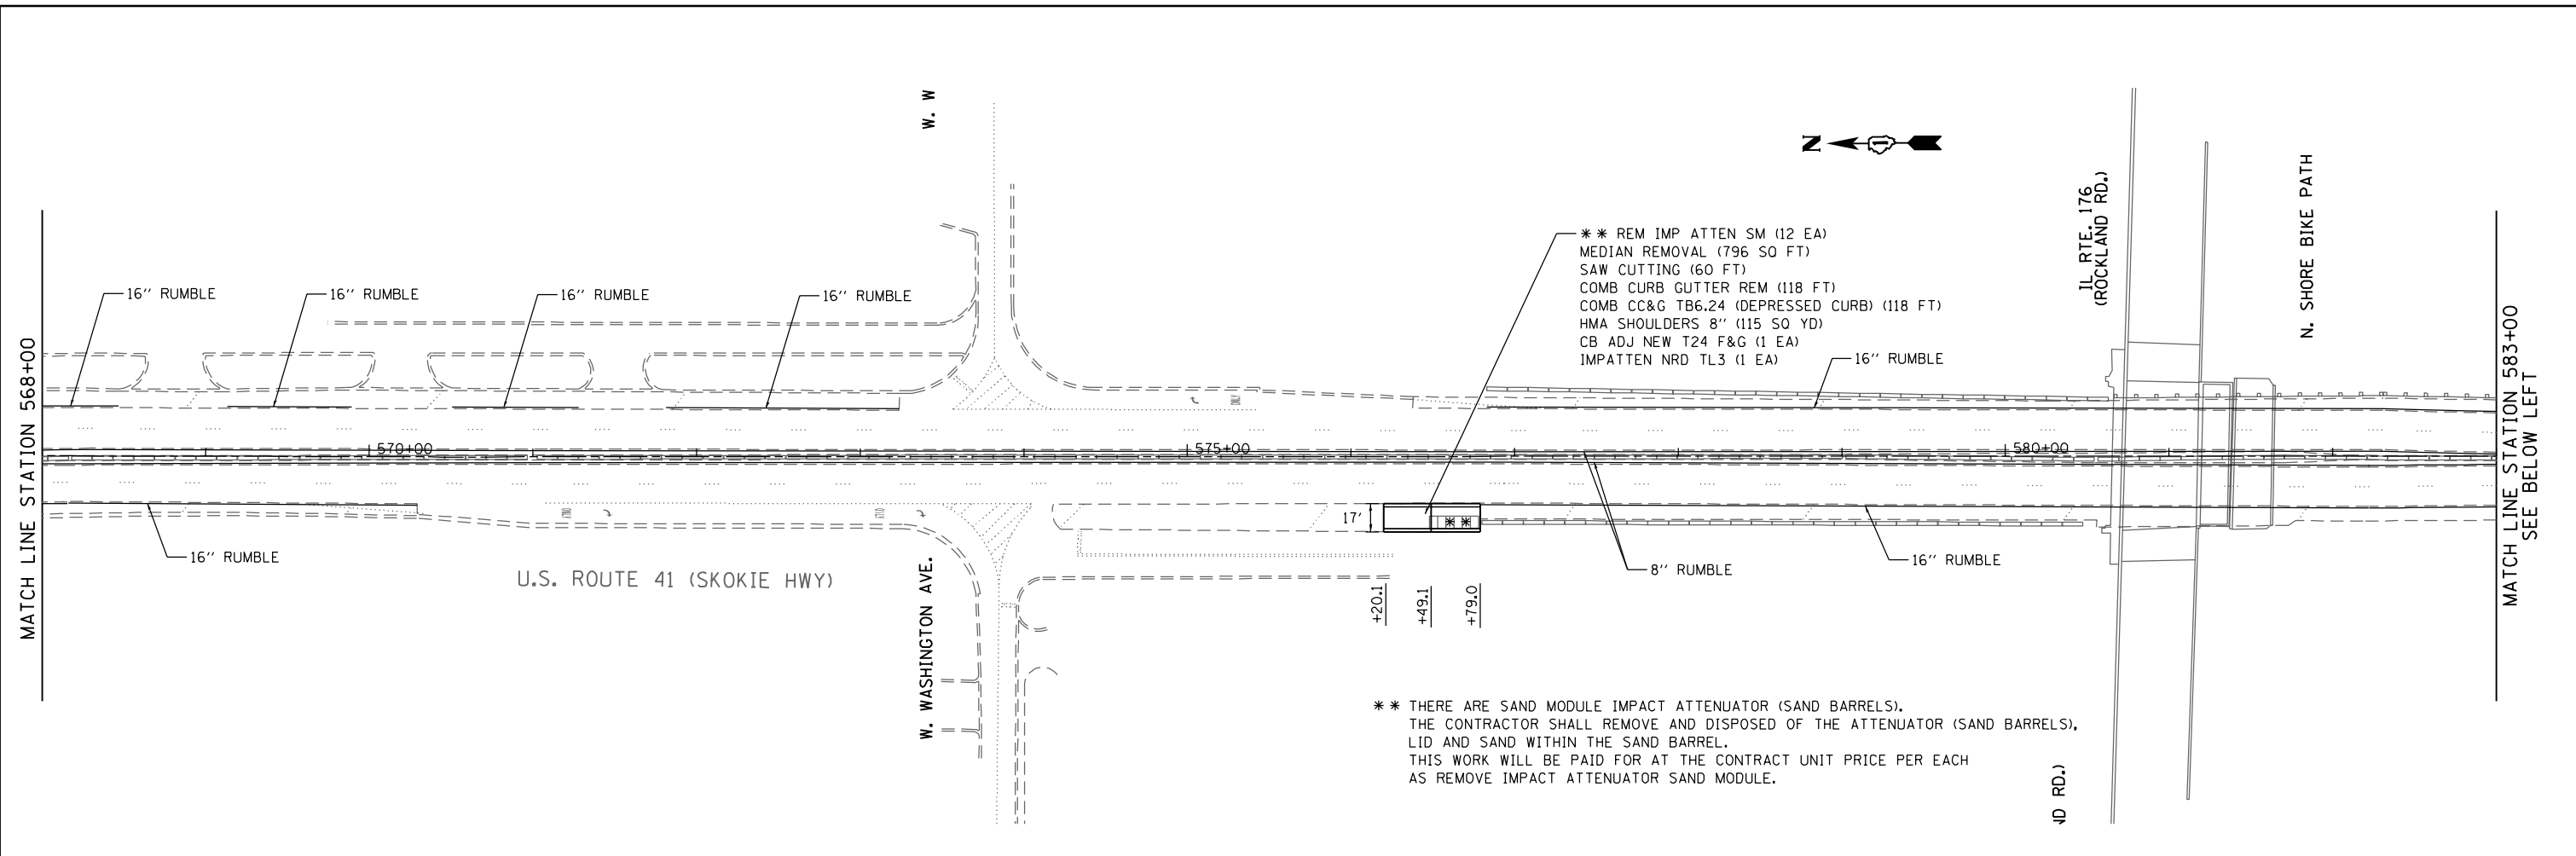 W. W
N
IL RTE. 176
(ROCKLAND RD.)
N. SHORE BIKE PATH
** REM IMP ATTEN SM (12 EA)
MEDIAN REMOVAL (796 SQ FT)
SAW CUTTING (60 FT)
COMB CURB GUTTER REM (118 FT)
COMB CC&G TB6.24 (DEPRESSED CURB) (118 FT)
HMA SHOULDERS 8'' (115 SQ YD)
CB ADJ NEW T24 F&G (1 EA)
IMPATTEN NRD TL3 (1 EA)
16'' RUMBLE
16'' RUMBLE
16'' RUMBLE
16'' RUMBLE
16'' RUMBLE
MATCH LINE STATION 568+00
570+00
575+00
580+00
MATCH LINE STATION 583+00
SEE BELOW LEFT
ONLY
17'
**
16'' RUMBLE
16'' RUMBLE
8'' RUMBLE
U.S. ROUTE 41 (SKOKIE HWY)
W. WASHINGTON AVE.
+20.1
+49.1
+79.0
** THERE ARE SAND MODULE IMPACT ATTENUATOR (SAND BARRELS).
THE CONTRACTOR SHALL REMOVE AND DISPOSED OF THE ATTENUATOR (SAND BARRELS),
LID AND SAND WITHIN THE SAND BARREL.
THIS WORK WILL BE PAID FOR AT THE CONTRACT UNIT PRICE PER EACH
AS REMOVE IMPACT ATTENUATOR SAND MODULE.
ND RD.)